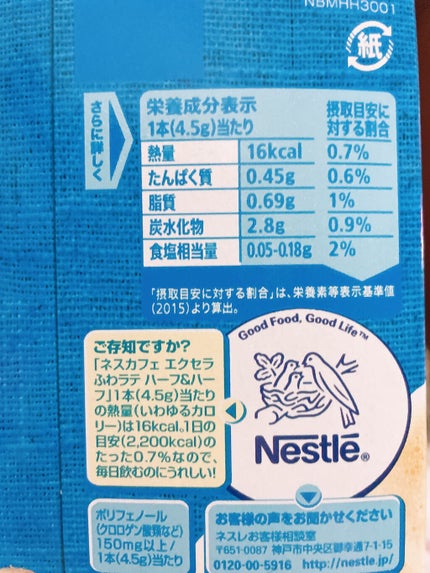 NBMHH3001
紙
さらに詳しく
栄養成分表示
1本(4.5g)当たり
摂取目安に
対する割合
熱量 16kcal 0.7%
たんぱく質 0.45g 0.6%
脂質 0.69g 1%
炭水化物 2.8g 0.9%
食塩相当量 0.05-0.18g 2%
「摂取目安に対する割合」は、栄養素等表示基準値
(2015)より算出。
Good Food, Good Life™
Nestlé®
ご存知ですか?
「ネスカフェ エクセラ
ふわラテ ハーフ&ハー
フ」1本(4.5g)当たり
の熱量(いわゆるカロ
リー)は16kcal。1日の
目安(2,200kcal)の
たった0.7%なので、
毎日飲むのにうれしい!
ポリフェノール
(クロロゲン酸類など)
150mg以上/
1本(4.5g)当たり
お客様の声をお聞かせください
ネスレお客様相談室
〒651-0087 神戸市中央区御幸通7-1-15
0120-00-5916 http://nestle.jp/